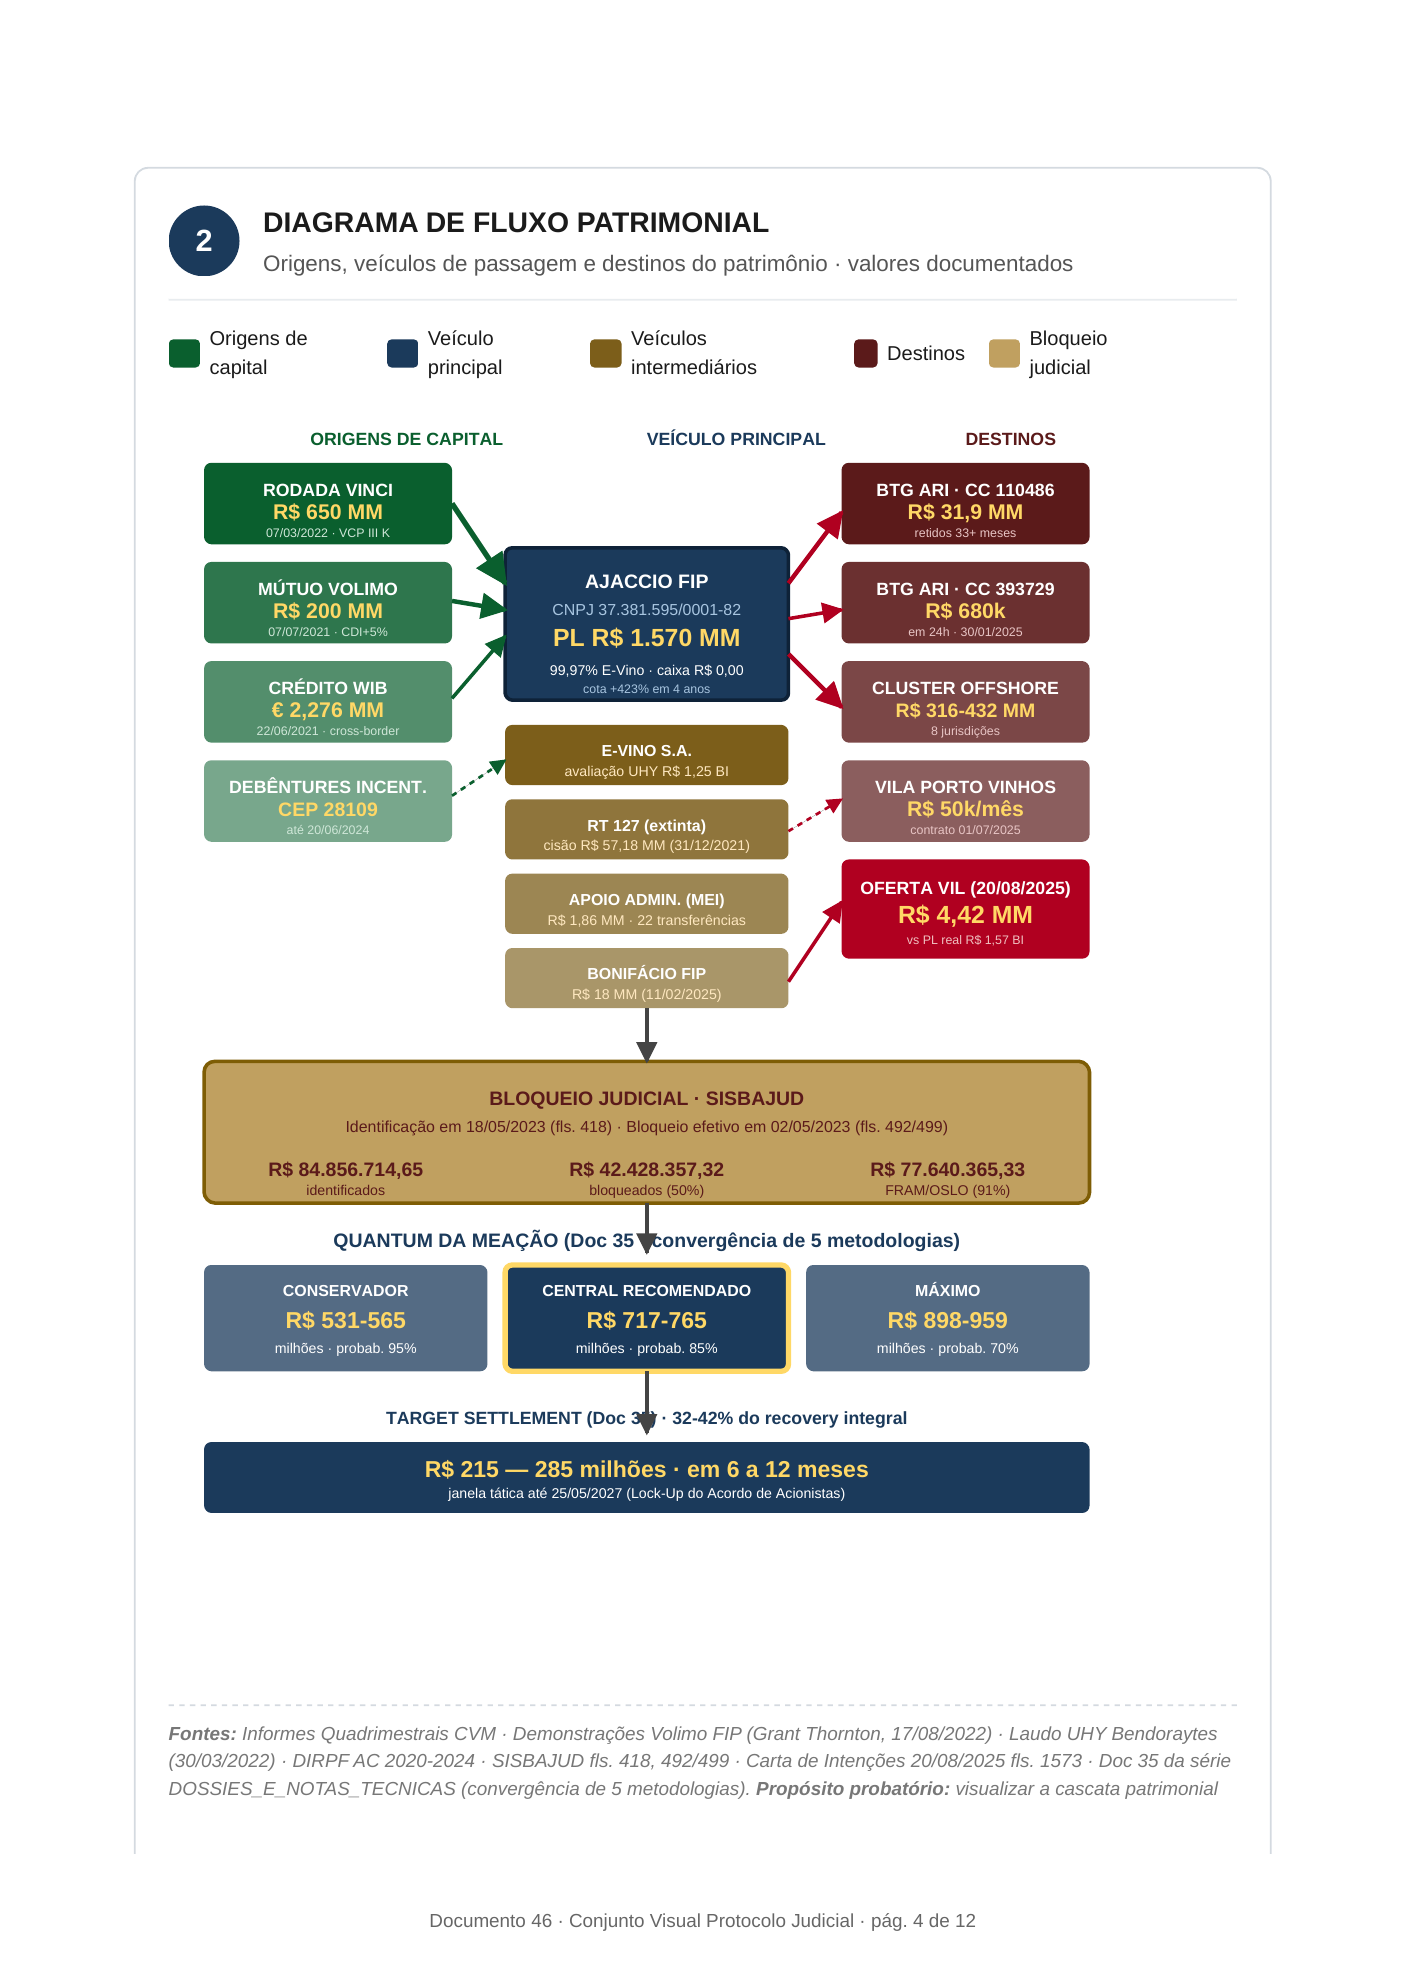 2
DIAGRAMA DE FLUXO PATRIMONIAL
Origens, veículos de passagem e destinos do patrimônio · valores documentados
Origens de
capital
Veículo
principal
Veículos
intermediários
Destinos
Bloqueio
judicial
ORIGENS DE CAPITAL
VEÍCULO PRINCIPAL
DESTINOS
RODADA VINCI
R$ 650 MM
07/03/2022 · VCP III K
MÚTUO VOLIMO
R$ 200 MM
07/07/2021 · CDI+5%
CRÉDITO WIB
€ 2,276 MM
22/06/2021 · cross-border
DEBÊNTURES INCENT.
CEP 28109
até 20/06/2024
AJACCIO FIP
CNPJ 37.381.595/0001-82
PL R$ 1.570 MM
99,97% E-Vino · caixa R$ 0,00
cota +423% em 4 anos
E-VINO S.A.
avaliação UHY R$ 1,25 BI
RT 127 (extinta)
cisão R$ 57,18 MM (31/12/2021)
APOIO ADMIN. (MEI)
R$ 1,86 MM · 22 transferências
BONIFÁCIO FIP
R$ 18 MM (11/02/2025)
BTG ARI · CC 110486
R$ 31,9 MM
retidos 33+ meses
BTG ARI · CC 393729
R$ 680k
em 24h · 30/01/2025
CLUSTER OFFSHORE
R$ 316-432 MM
8 jurisdições
VILA PORTO VINHOS
R$ 50k/mês
contrato 01/07/2025
OFERTA VIL (20/08/2025)
R$ 4,42 MM
vs PL real R$ 1,57 BI
BLOQUEIO JUDICIAL · SISBAJUD
Identificação em 18/05/2023 (fls. 418) · Bloqueio efetivo em 02/05/2023 (fls. 492/499)
R$ 84.856.714,65
identificados
R$ 42.428.357,32
bloqueados (50%)
R$ 77.640.365,33
FRAM/OSLO (91%)
QUANTUM DA MEAÇÃO (Doc 35 convergência de 5 metodologias)
CONSERVADOR
R$ 531-565
milhões · probab. 95%
CENTRAL RECOMENDADO
R$ 717-765
milhões · probab. 85%
MÁXIMO
R$ 898-959
milhões · probab. 70%
TARGET SETTLEMENT (Doc · 32-42% do recovery integral
R$ 215 — 285 milhões · em 6 a 12 meses
janela tática até 25/05/2027 (Lock-Up do Acordo de Acionistas)
Fontes: Informes Quadrimestrais CVM · Demonstrações Volimo FIP (Grant Thornton, 17/08/2022) · Laudo UHY Bendoraytes
(30/03/2022) · DIRPF AC 2020-2024 · SISBAJUD fls. 418, 492/499 · Carta de Intenções 20/08/2025 fls. 1573 · Doc 35 da série
DOSSIES_E_NOTAS_TECNICAS (convergência de 5 metodologias). Propósito probatório: visualizar a cascata patrimonial
Documento 46 · Conjunto Visual Protocolo Judicial · pág. 4 de 12